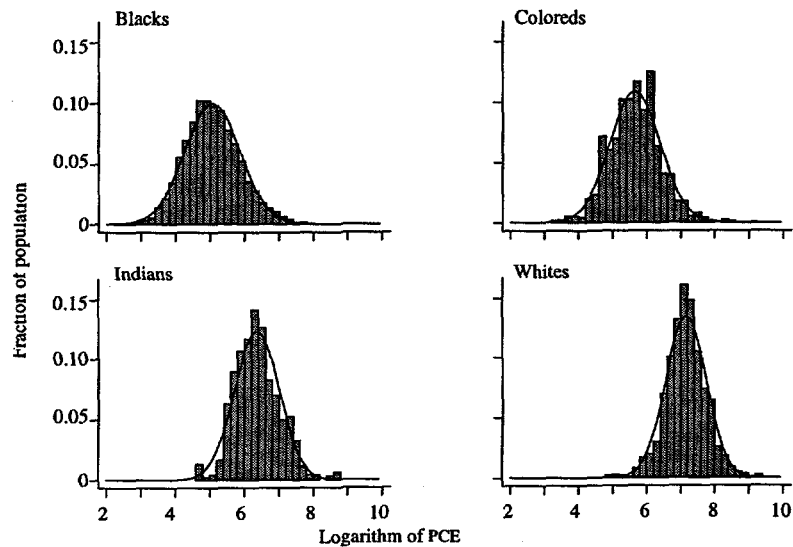 Blacks
Coloreds
0.15
0.10
0.05
0
Fraction of population
Indians
Whites
0.15
0.10
0.05
0
2 4 6 8 10
2 4 6 8 10
Logarithm of PCE